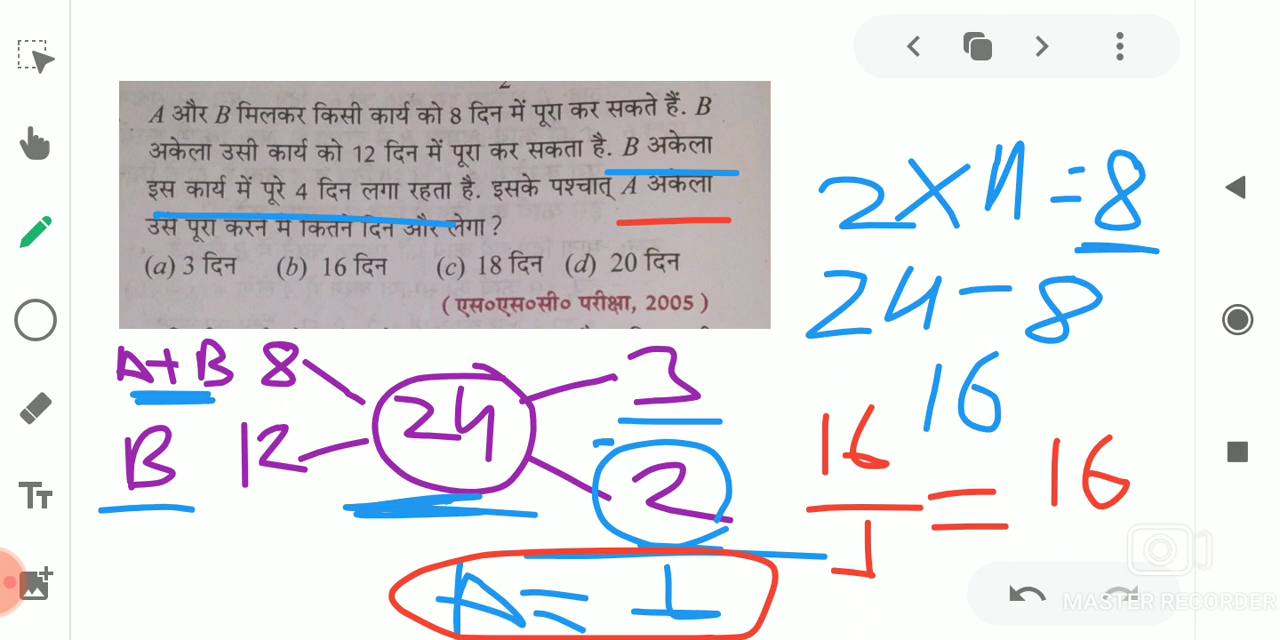 A और B मिलकर किसी कार्य को 8 दिन में पूरा कर सकते हैं. B
अकेला उसी कार्य को 12 दिन में पूरा कर सकता है. B अकेला
इस कार्य में पूरे 4 दिन लगा रहता है. इसके पश्चात् A अकेला
उसे पूरा करने में कितने दिन और लेगा ?
(a) 3 दिन (b) 16 दिन (c) 18 दिन (d) 20 दिन
( एस०एस०सी० परीक्षा, 2005 )
A+B 8
24
3
B 12
2
A = 1
2×4=8
24-8
16
16/1 = 16
Tт
MASTER RECORDER